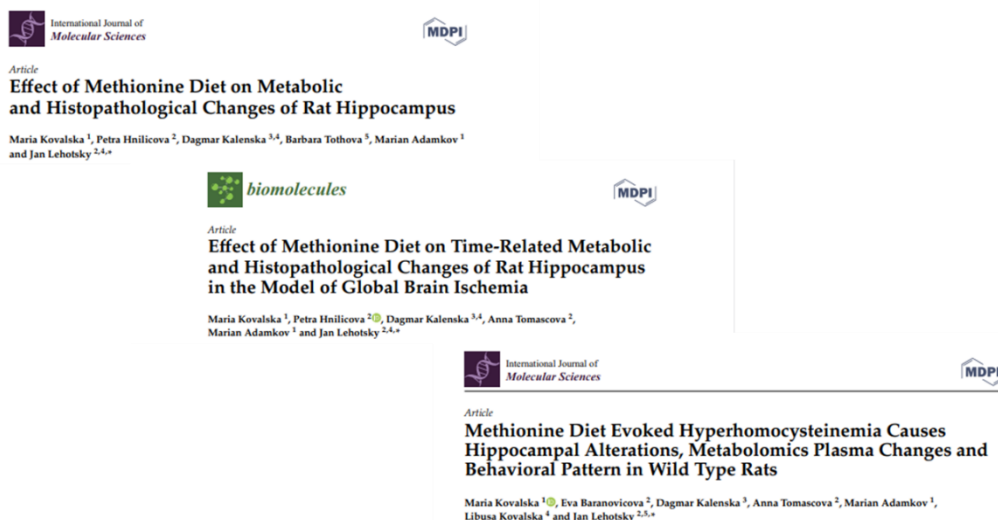 International Journal of
Molecular Sciences
MDPI
Article
Effect of Methionine Diet on Metabolic
and Histopathological Changes of Rat Hippocampus
Maria Kovalska 1, Petra Hnilicova 2, Dagmar Kalenska 3,4, Barbara Tothova 5, Marian Adamkov 1
and Jan Lehotsky 2,4,*
biomolecules
MDPI
Article
Effect of Methionine Diet on Time-Related Metabolic
and Histopathological Changes of Rat Hippocampus
in the Model of Global Brain Ischemia
Maria Kovalska 1, Petra Hnilicova 2 iD, Dagmar Kalenska 3,4, Anna Tomascova 2,
Marian Adamkov 1 and Jan Lehotsky 2,4,*
International Journal of
Molecular Sciences
MDPI
Article
Methionine Diet Evoked Hyperhomocysteinemia Causes
Hippocampal Alterations, Metabolomics Plasma Changes and
Behavioral Pattern in Wild Type Rats
Maria Kovalska 1 iD, Eva Baranovicova 2, Dagmar Kalenska 3, Anna Tomascova 2, Marian Adamkov 1,
Libusa Kovalska 4 and Jan Lehotsky 2,5,*